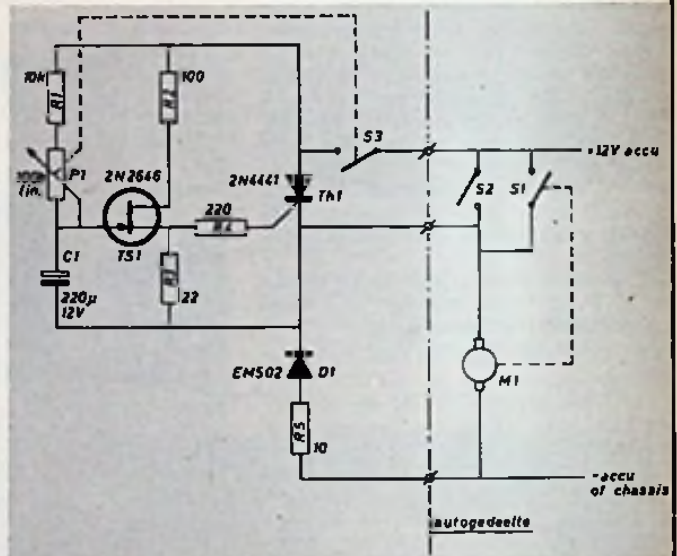 10k
R1
100
R2
S3
+12V accu
P1
100k
lin.
2N2646
2N4441
Th1
S2
S1
220
R4
TS1
C1
R3
22
220µ
12V
EM502
D1
M1
R5
10
-accu
of chassis
autogedeelte